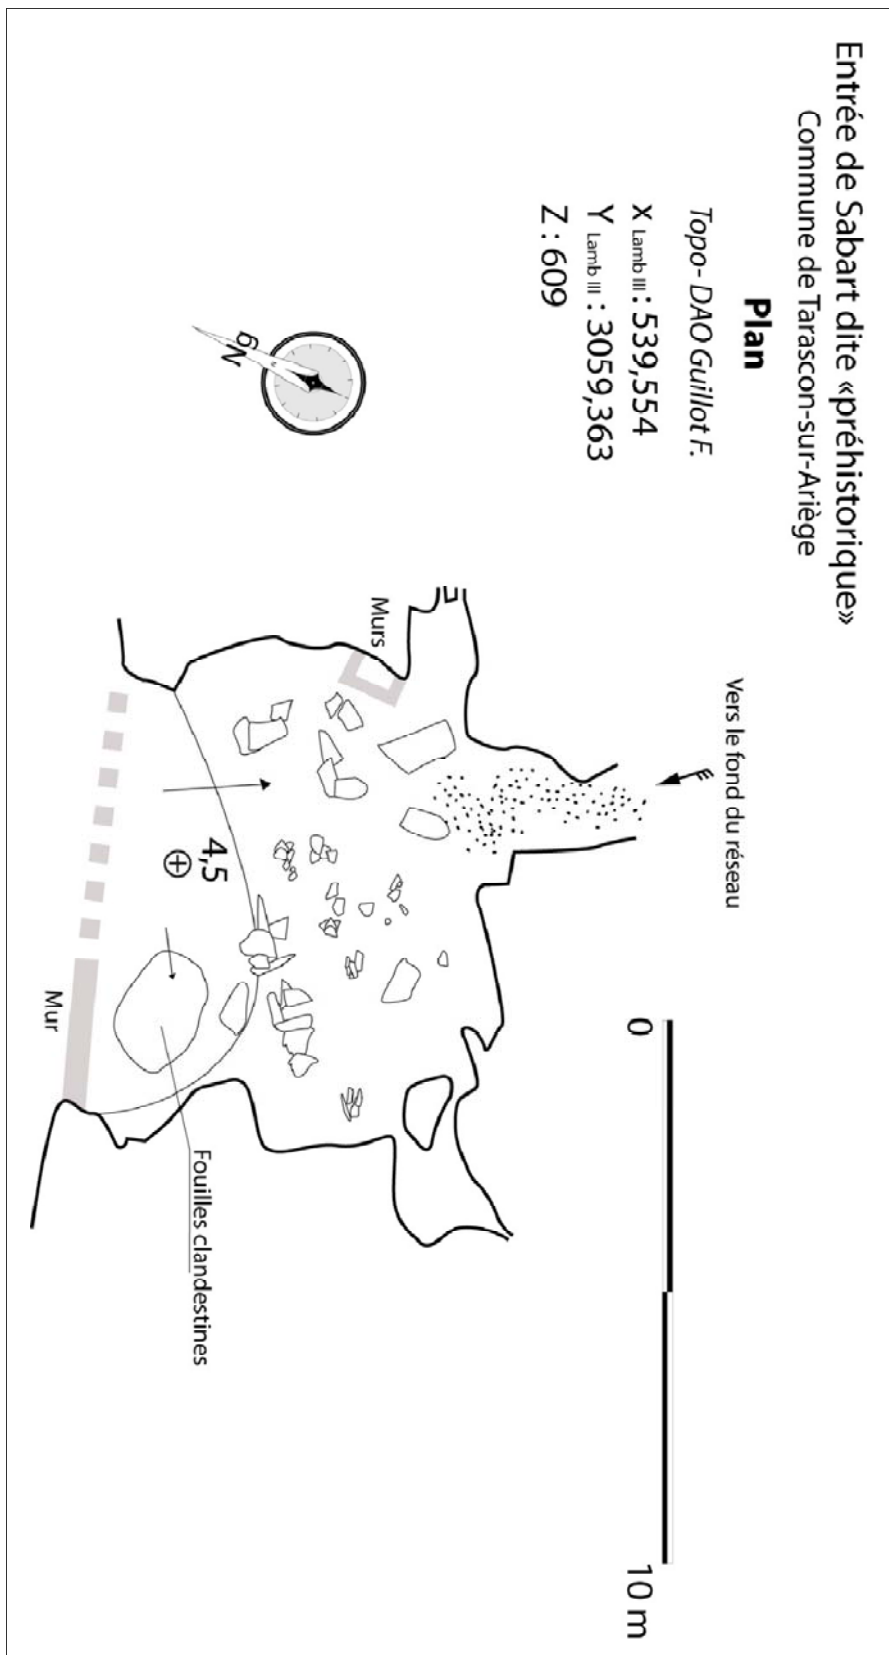 Entrée de Sabart dite «préhistorique»
Commune de Tarascon-sur-Ariège
Plan
Topo- DAO Guillot F.
X Lamb III : 539,554
Y Lamb III : 3059,363
Z : 609
Ng
Vers le fond du réseau
Murs
4,5
Mur
Fouilles clandestines
0
10 m